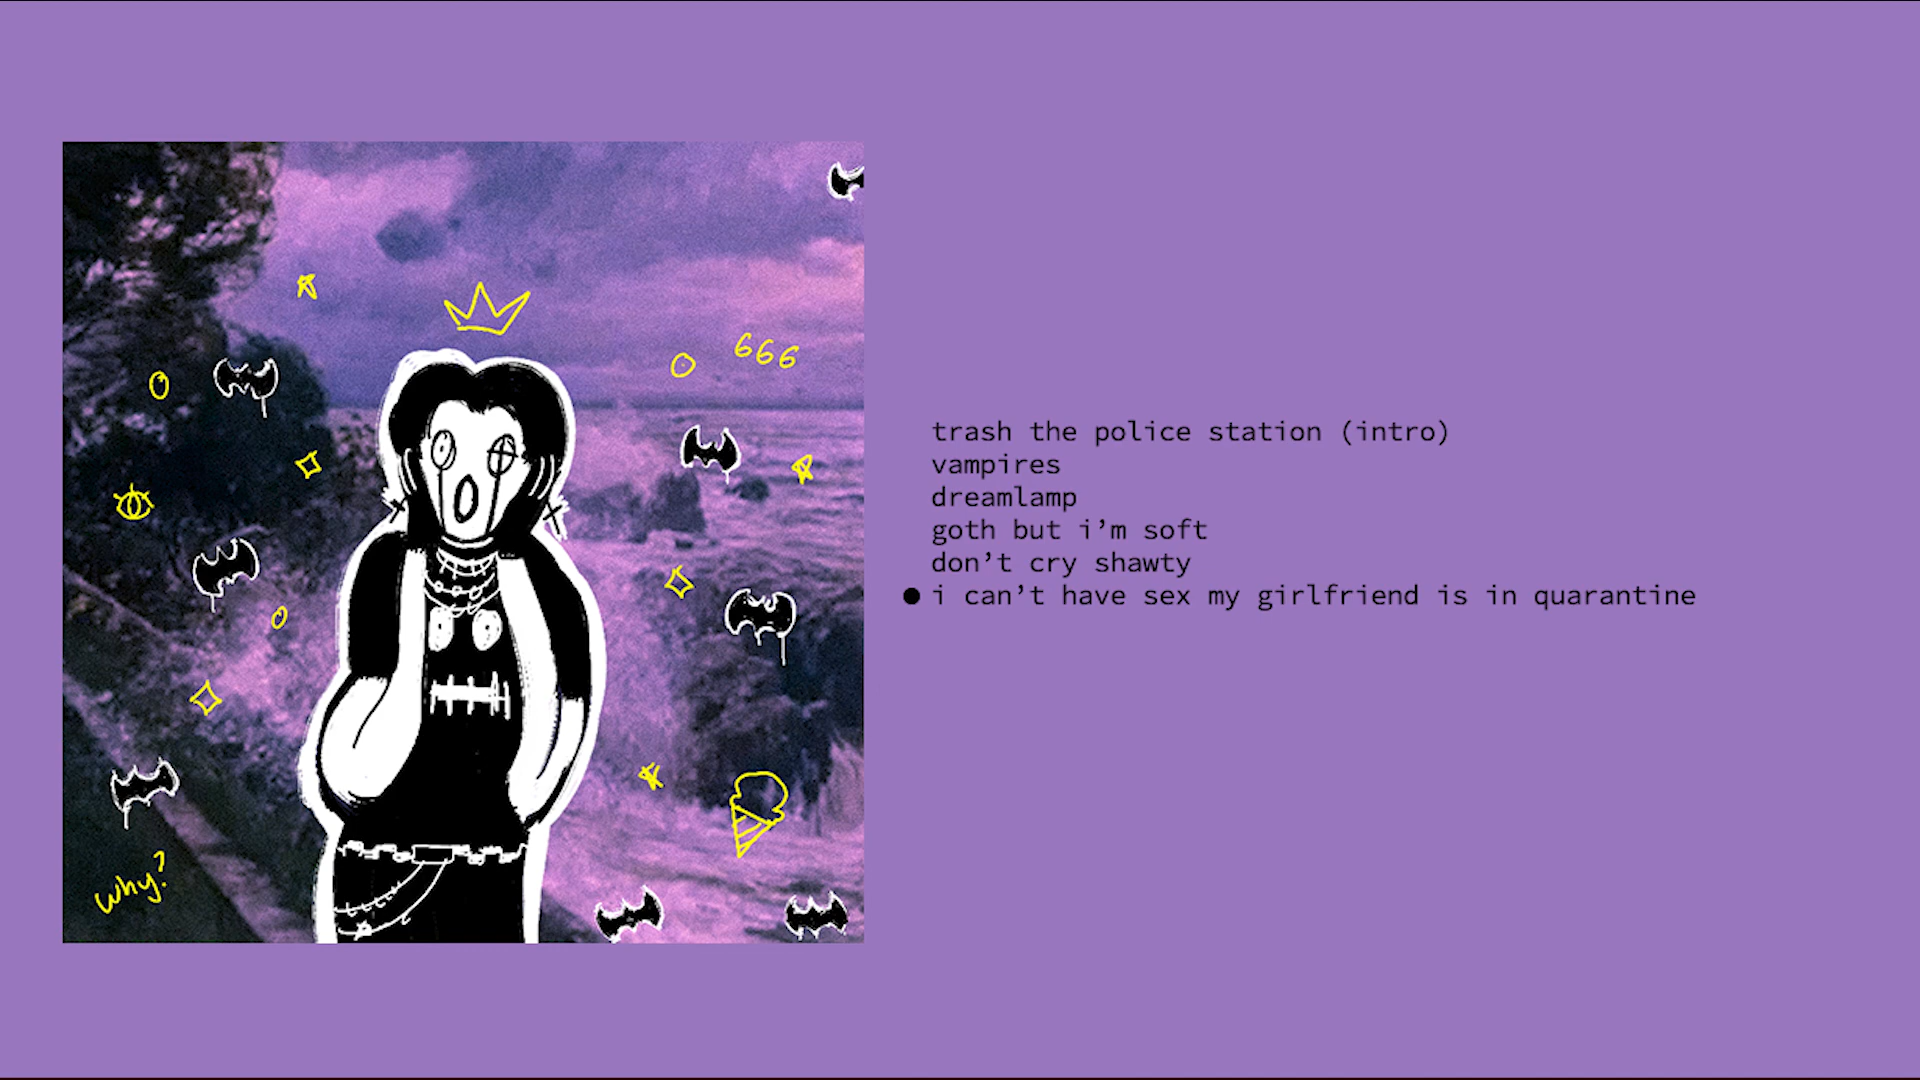 666
why?
trash the police station (intro)
vampires
dreamlamp
goth but i’m soft
don’t cry shawty
i can’t have sex my girlfriend is in quarantine